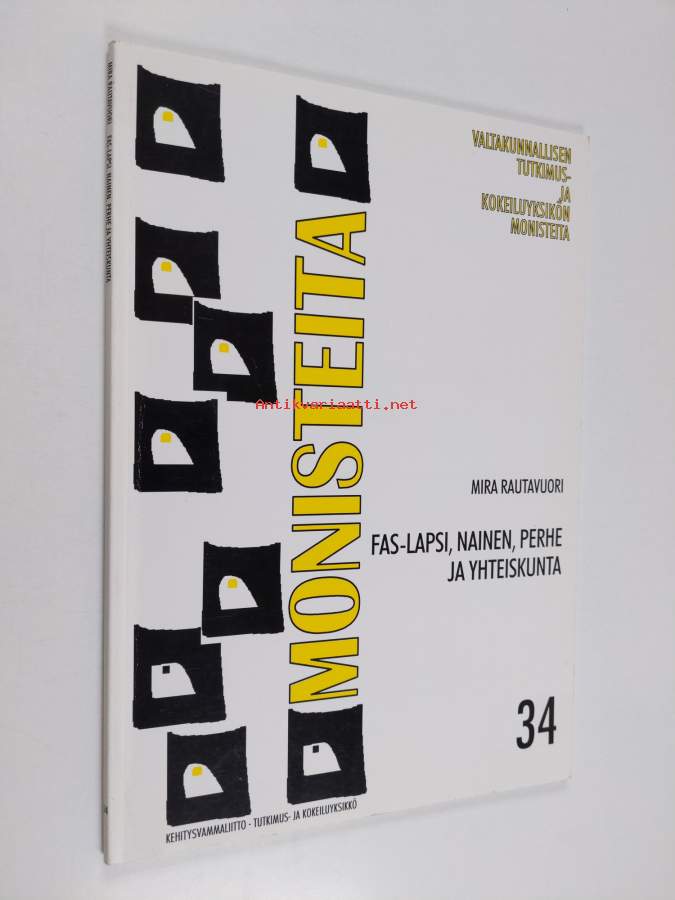 MIRA RAUTAVUORI FAS-LAPSI, NAINEN, PERHE JA YHTEISKUNTA
VALTAKUNNALLISEN
TUTKIMUS-
JA
KOKEILUYKSIKÖN
MONISTEITA
MONISTEITA
Antikvariaatti.net
MIRA RAUTAVUORI
FAS-LAPSI, NAINEN, PERHE
JA YHTEISKUNTA
34
KEHITYSVAMMALIITTO - TUTKIMUS- JA KOKEILUYKSIKKÖ